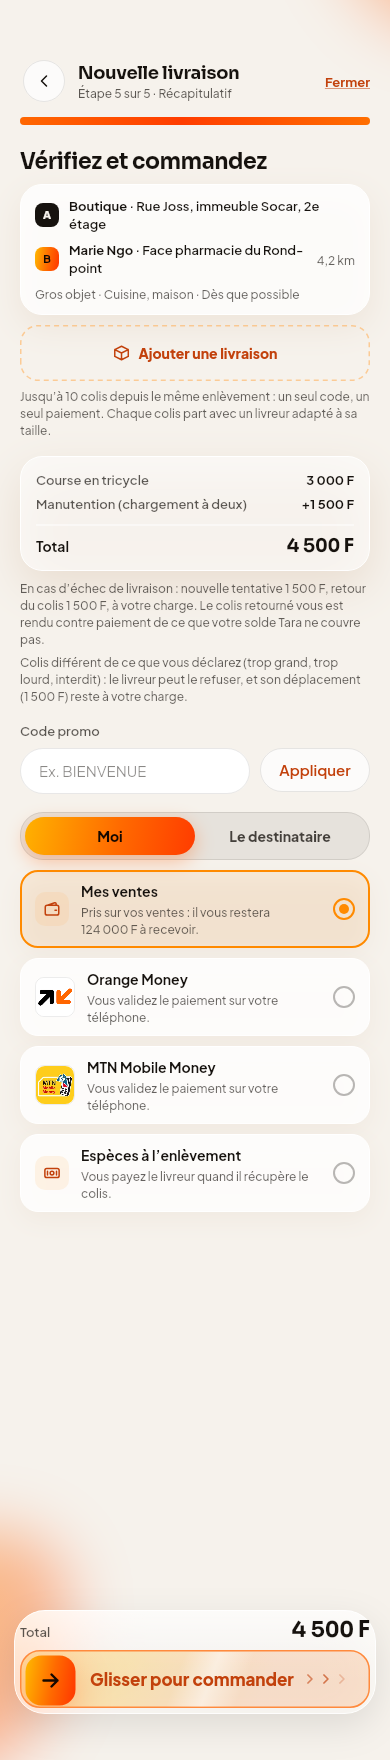 Nouvelle livraison
Étape 5 sur 5 · Récapitulatif
Fermer
Vérifiez et commandez
A
Boutique · Rue Joss, immeuble Socar, 2e
étage
B
Marie Ngo · Face pharmacie du Rond-
point
4,2 km
Gros objet · Cuisine, maison · Dès que possible
Ajouter une livraison
Jusqu'à 10 colis depuis le même enlèvement : un seul code, un
seul paiement. Chaque colis part avec un livreur adapté à sa
taille.
Course en tricycle 3 000 F
Manutention (chargement à deux) +1 500 F
Total 4 500 F
En cas d'échec de livraison : nouvelle tentative 1 500 F, retour
du colis 1 500 F, à votre charge. Le colis retourné vous est
rendu contre paiement de ce que votre solde Tara ne couvre
pas.
Colis différent de ce que vous déclarez (trop grand, trop
lourd, interdit) : le livreur peut le refuser, et son déplacement
(1 500 F) reste à votre charge.
Code promo
Ex. BIENVENUE
Appliquer
Moi
Le destinataire
Mes ventes
Pris sur vos ventes : il vous restera
124 000 F à recevoir.
Orange Money
Vous validez le paiement sur votre
téléphone.
MTN
Mobile
Money
MTN Mobile Money
Vous validez le paiement sur votre
téléphone.
Espèces à l'enlèvement
Vous payez le livreur quand il récupère le
colis.
Total 4 500 F
Glisser pour commander